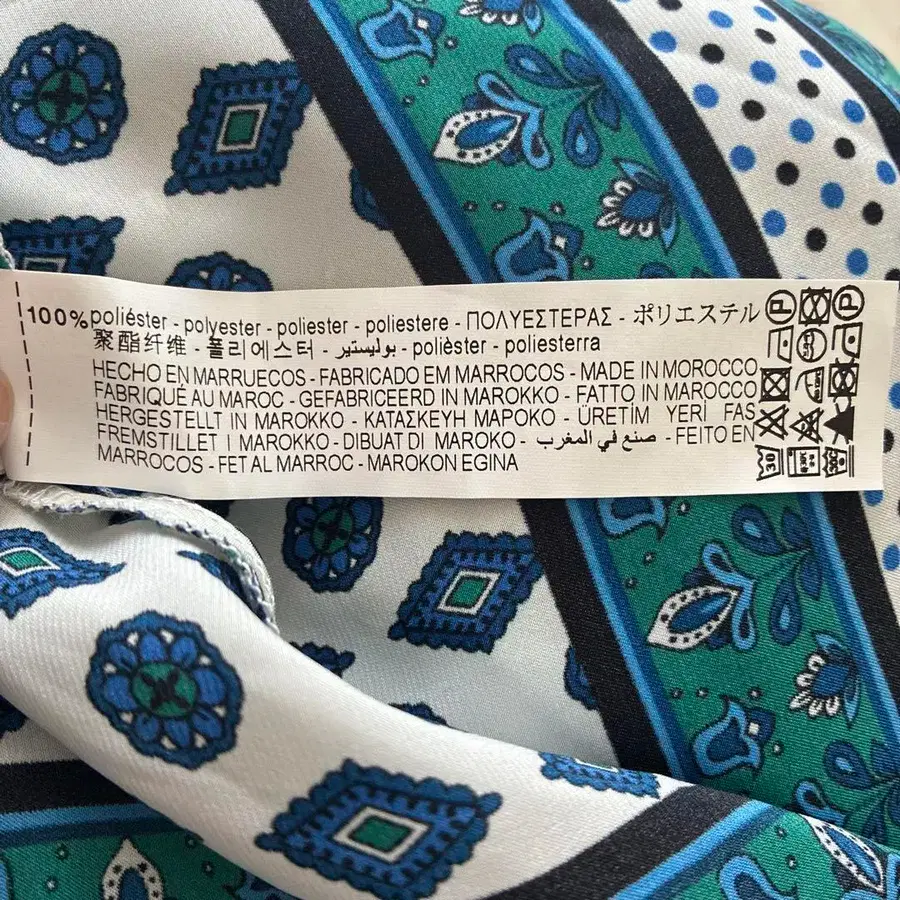 100% poliéster - polyester - poliester - poliestere - ΠΟΛΥΕΣΤΕΡΑΣ - ポリエステル
聚酯纤维 - 폴리에스터 - بوليستير - polièster - poliesterra
HECHO EN MARRUECOS - FABRICADO EM MARROCOS - MADE IN MOROCCO
FABRIQUÉ AU MAROC - GEFABRICEERD IN MAROKKO - FATTO IN MAROCCO
HERGESTELLT IN MAROKKO - ΚΑΤΑΣΚΕΥΗ ΜΑΡΟΚΟ - ÜRETİM YERİ FAS
FREMSTILLET I MAROKKO - DIBUAT DI MAROKO - صنع في المغرب - FEITO EN
MARROCOS - FET AL MARROC - MAROKON EGINA